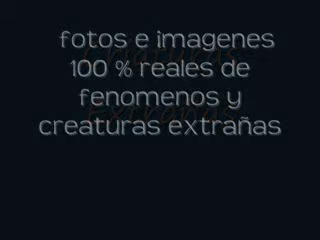 fotos e imagenes
100 % reales de
fenomenos y
creaturas extrañas